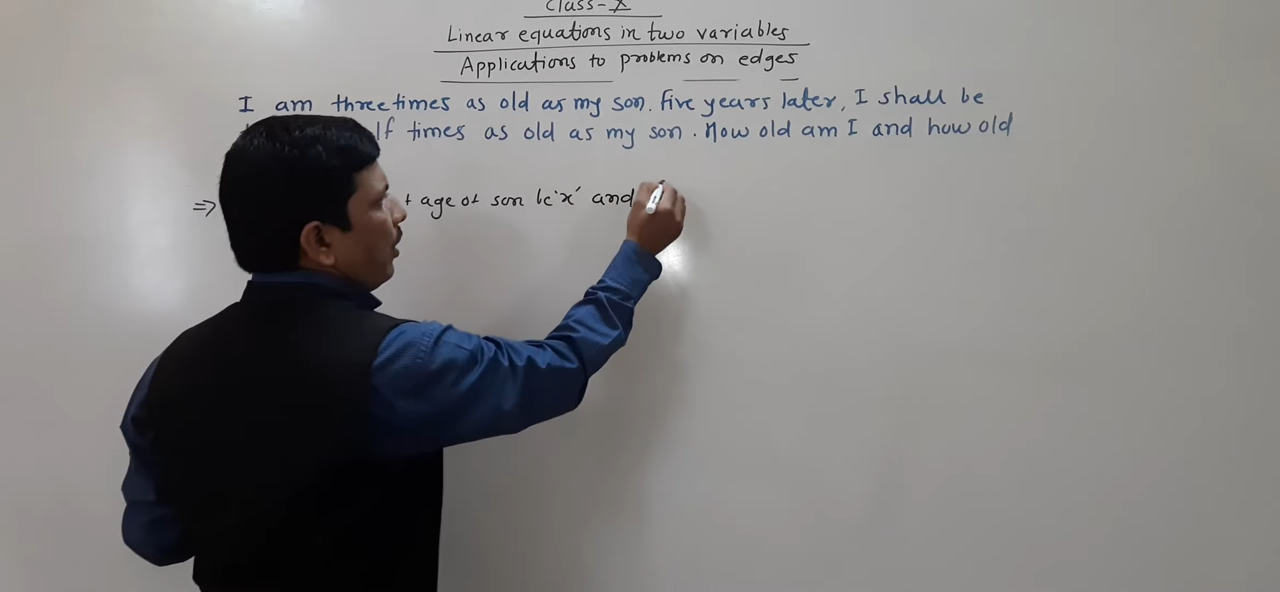 Class-X
Linear equations in two variables
Applications to problems on edges
I am three times as old as my son. Five years later, I shall be
lf times as old as my son. How old am I and how old
⇒ t age of son be 'x' and